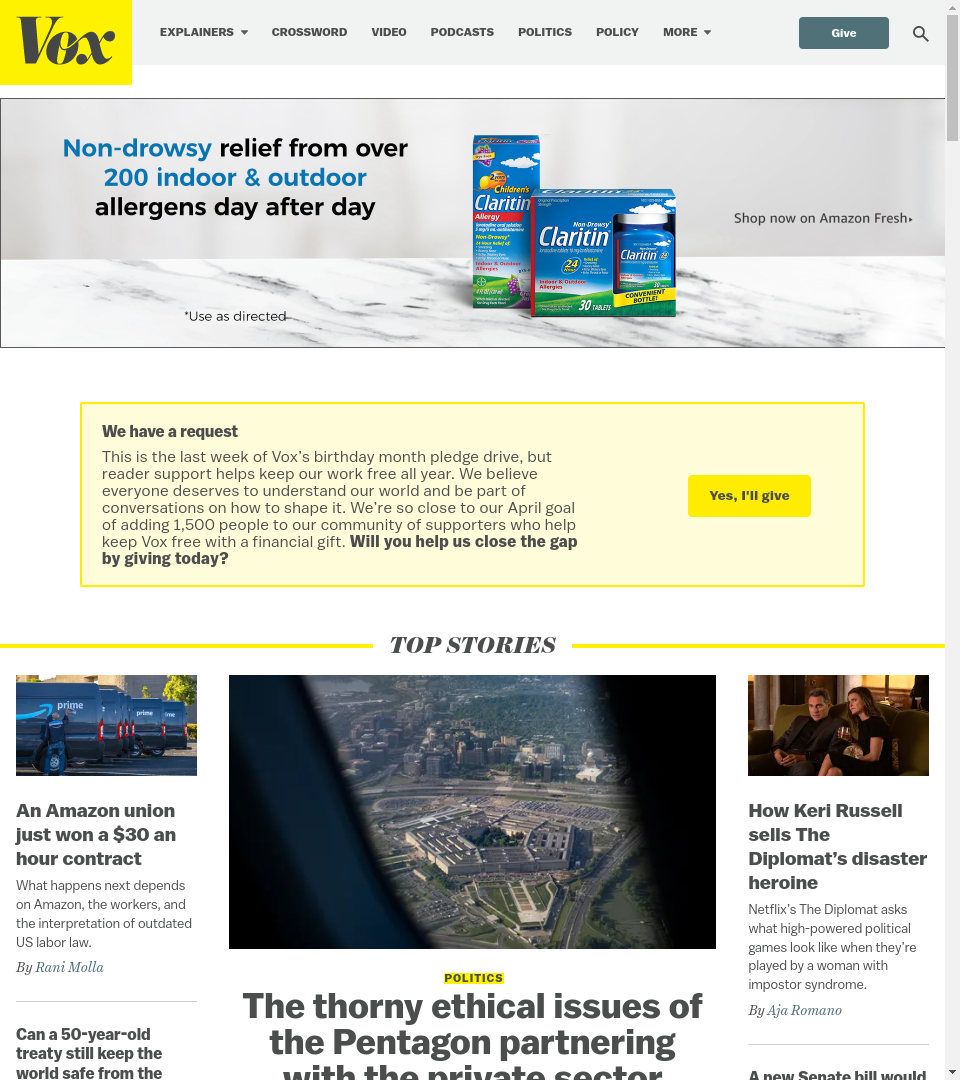 Vox
EXPLAINERS
CROSSWORD
VIDEO
PODCASTS
POLITICS
POLICY
MORE
Give
Non-drowsy relief from over
200 indoor & outdoor
allergens day after day
*Use as directed
Children's
Claritin
Allergy
Non-Drowsy*
Indoor & Outdoor
Allergies
Claritin
Non-Drowsy*
Claritin
24
Hour
Indoor & Outdoor
Allergies
30 TABLETS
Claritin
CONVENIENT
BOTTLE!
Shop now on Amazon Fresh
We have a request
This is the last week of Vox's birthday month pledge drive, but
reader support helps keep our work free all year. We believe
everyone deserves to understand our world and be part of
conversations on how to shape it. We're so close to our April goal
of adding 1,500 people to our community of supporters who help
keep Vox free with a financial gift. Will you help us close the gap
by giving today?
Yes, I'll give
TOP STORIES
prime
prime
prime
An Amazon union
just won a $30 an
hour contract
What happens next depends
on Amazon, the workers, and
the interpretation of outdated
US labor law.
By Rani Molla
Can a 50-year-old
treaty still keep the
world safe from the
POLITICS
The thorny ethical issues of
the Pentagon partnering
with the private sector
How Keri Russell
sells The
Diplomat's disaster
heroine
Netflix's The Diplomat asks
what high-powered political
games look like when they're
played by a woman with
impostor syndrome.
By Aja Romano
A new Senate bill would